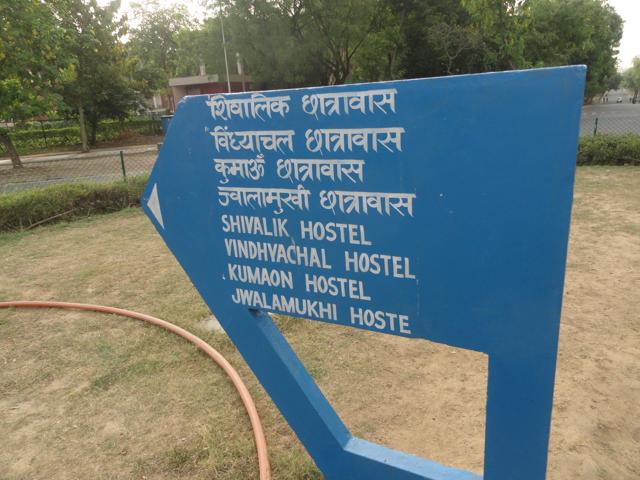 शिवालिक छात्रावास
विंध्याचल छात्रावास
कुमाऊँ छात्रावास
ज्वालामुखी छात्रावास
SHIVALIK HOSTEL
VINDHYACHAL HOSTEL
KUMAON HOSTEL
JWALAMUKHI HOSTE